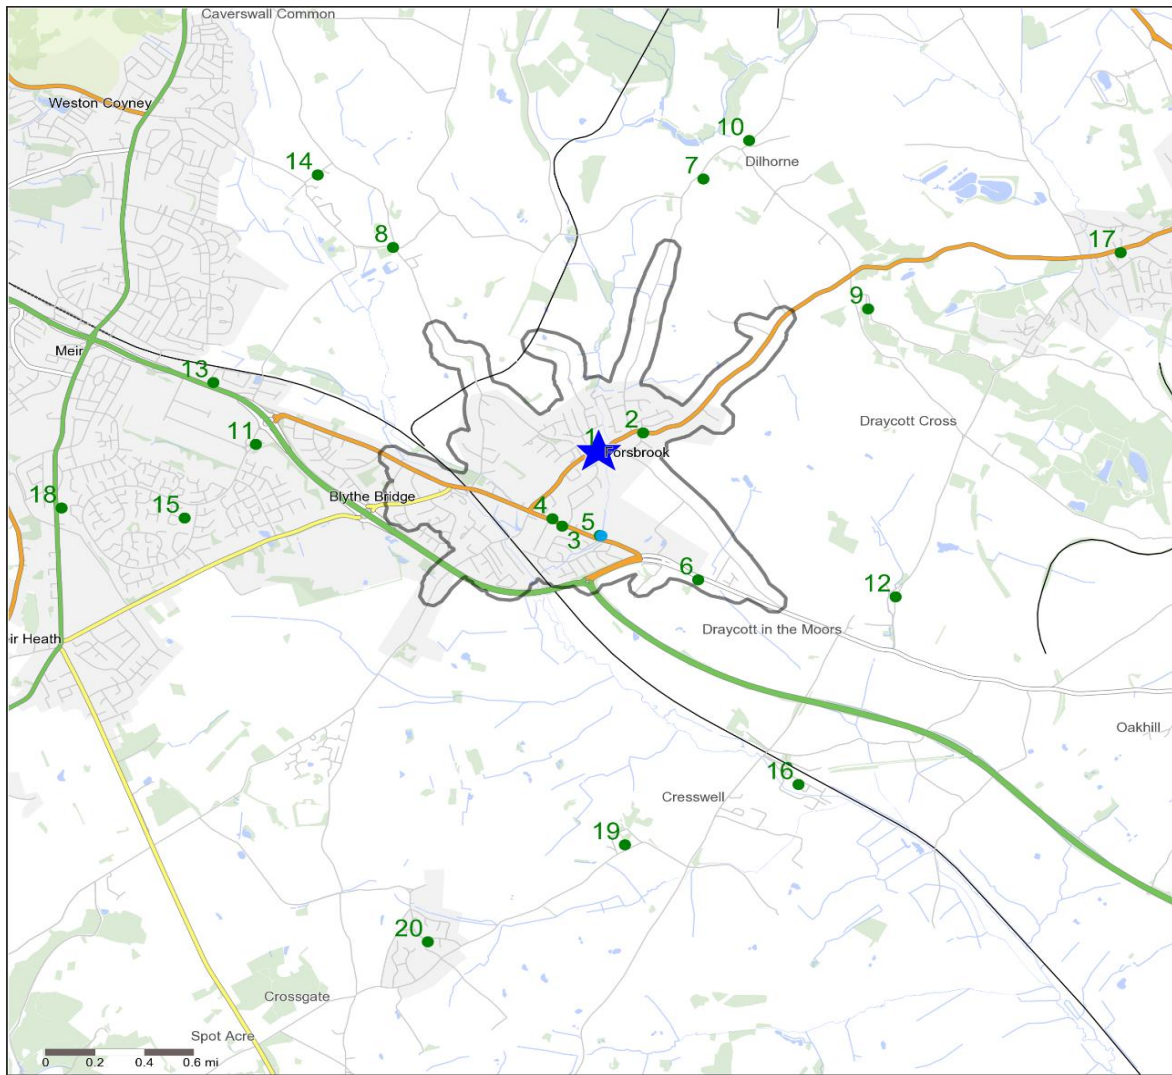 Caverswall Common
Weston Coyney
10
14
7
Dilhorne
8
17
9
Meir
13
Draycott Cross
2
1
Forsbrook
11
Blythe Bridge
18
15
4
5
3
6
12
eir Heath
Draycott in the Moors
Oakhill
16
Cresswell
19
20
Crossgate
Spot Acre
0 0.2 0.4 0.6 mi